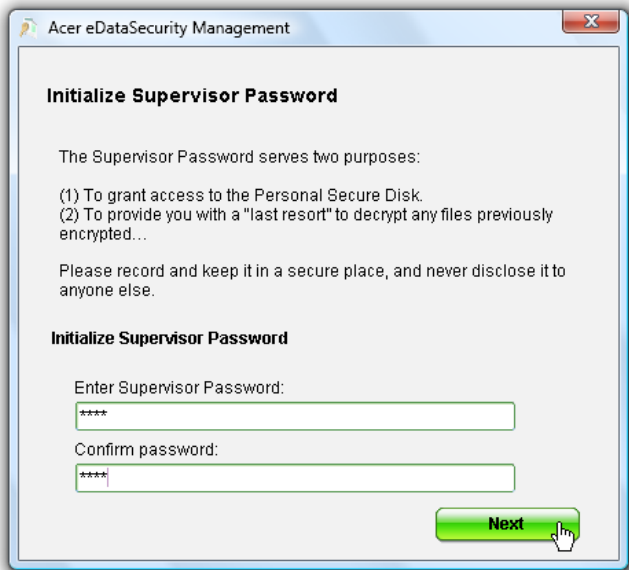 Acer eDataSecurity Management
X
Initialize Supervisor Password
The Supervisor Password serves two purposes:
(1) To grant access to the Personal Secure Disk.
(2) To provide you with a "last resort" to decrypt any files previously
encrypted...
Please record and keep it in a secure place, and never disclose it to
anyone else.
Initialize Supervisor Password
Enter Supervisor Password:
****
Confirm password:
****
Next